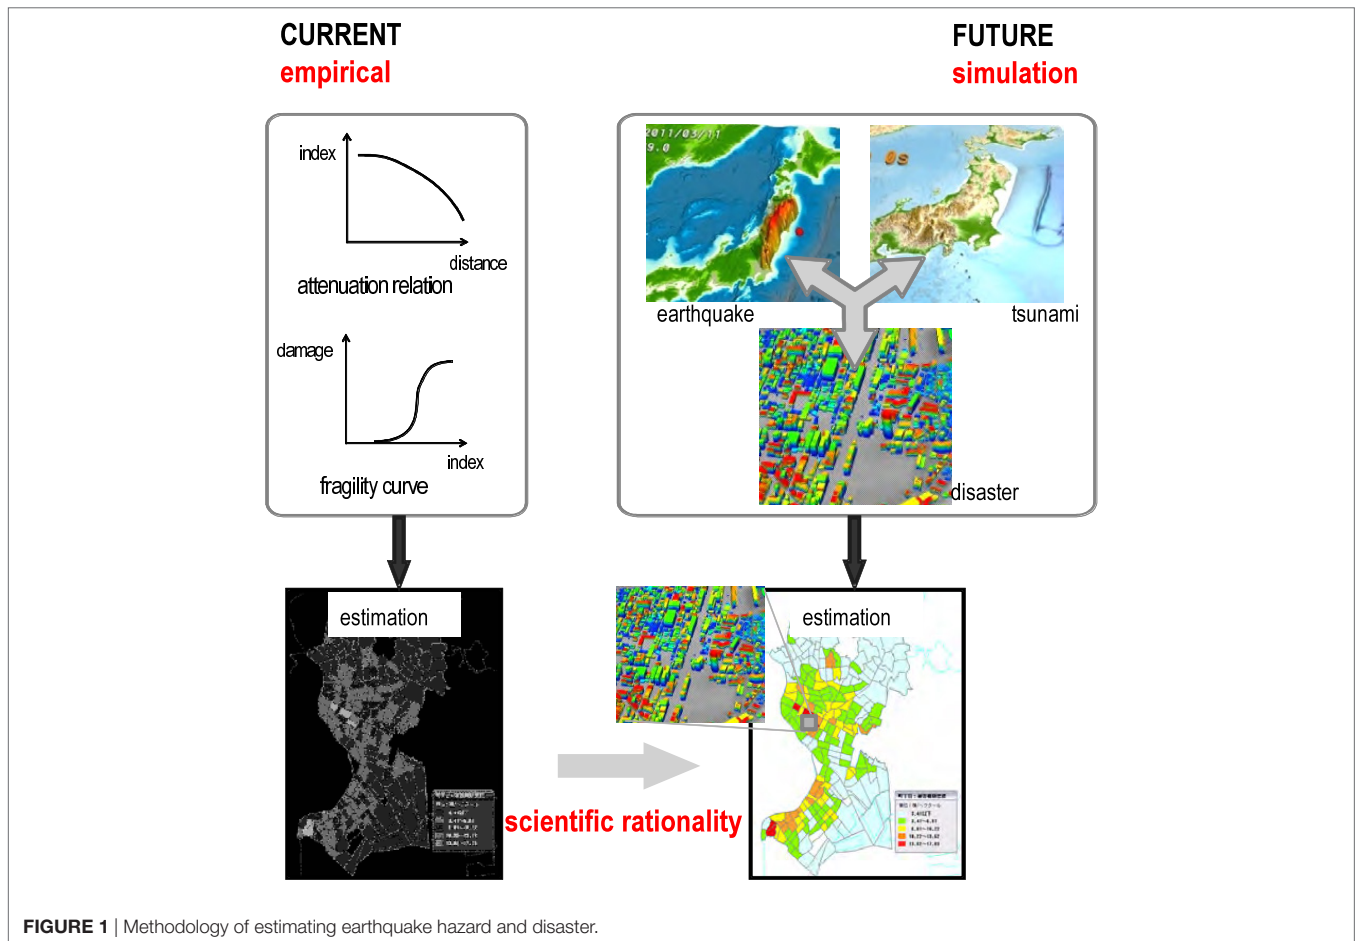 CURRENT
empirical
FUTURE
simulation
index
distance
attenuation relation
damage
index
fragility curve
2011/03/11
9.0
0s
earthquake
tsunami
disaster
estimation
estimation
scientific rationality
FIGURE 1 | Methodology of estimating earthquake hazard and disaster.